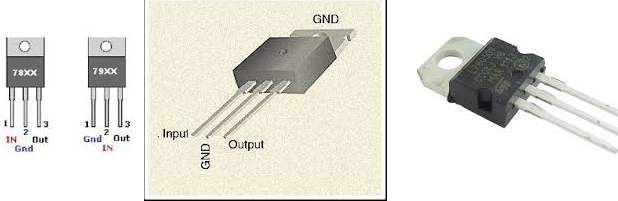 78XX
1 2 3
IN Out
Gnd
79XX
1 2 3
Gnd Out
IN
GND
. Input
GND
Output